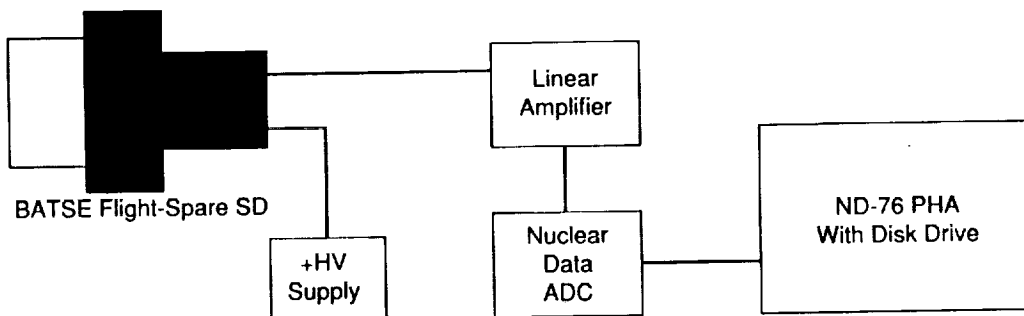 Linear
Amplifier
BATSE Flight-Spare SD
+HV
Supply
Nuclear
Data
ADC
ND-76 PHA
With Disk Drive